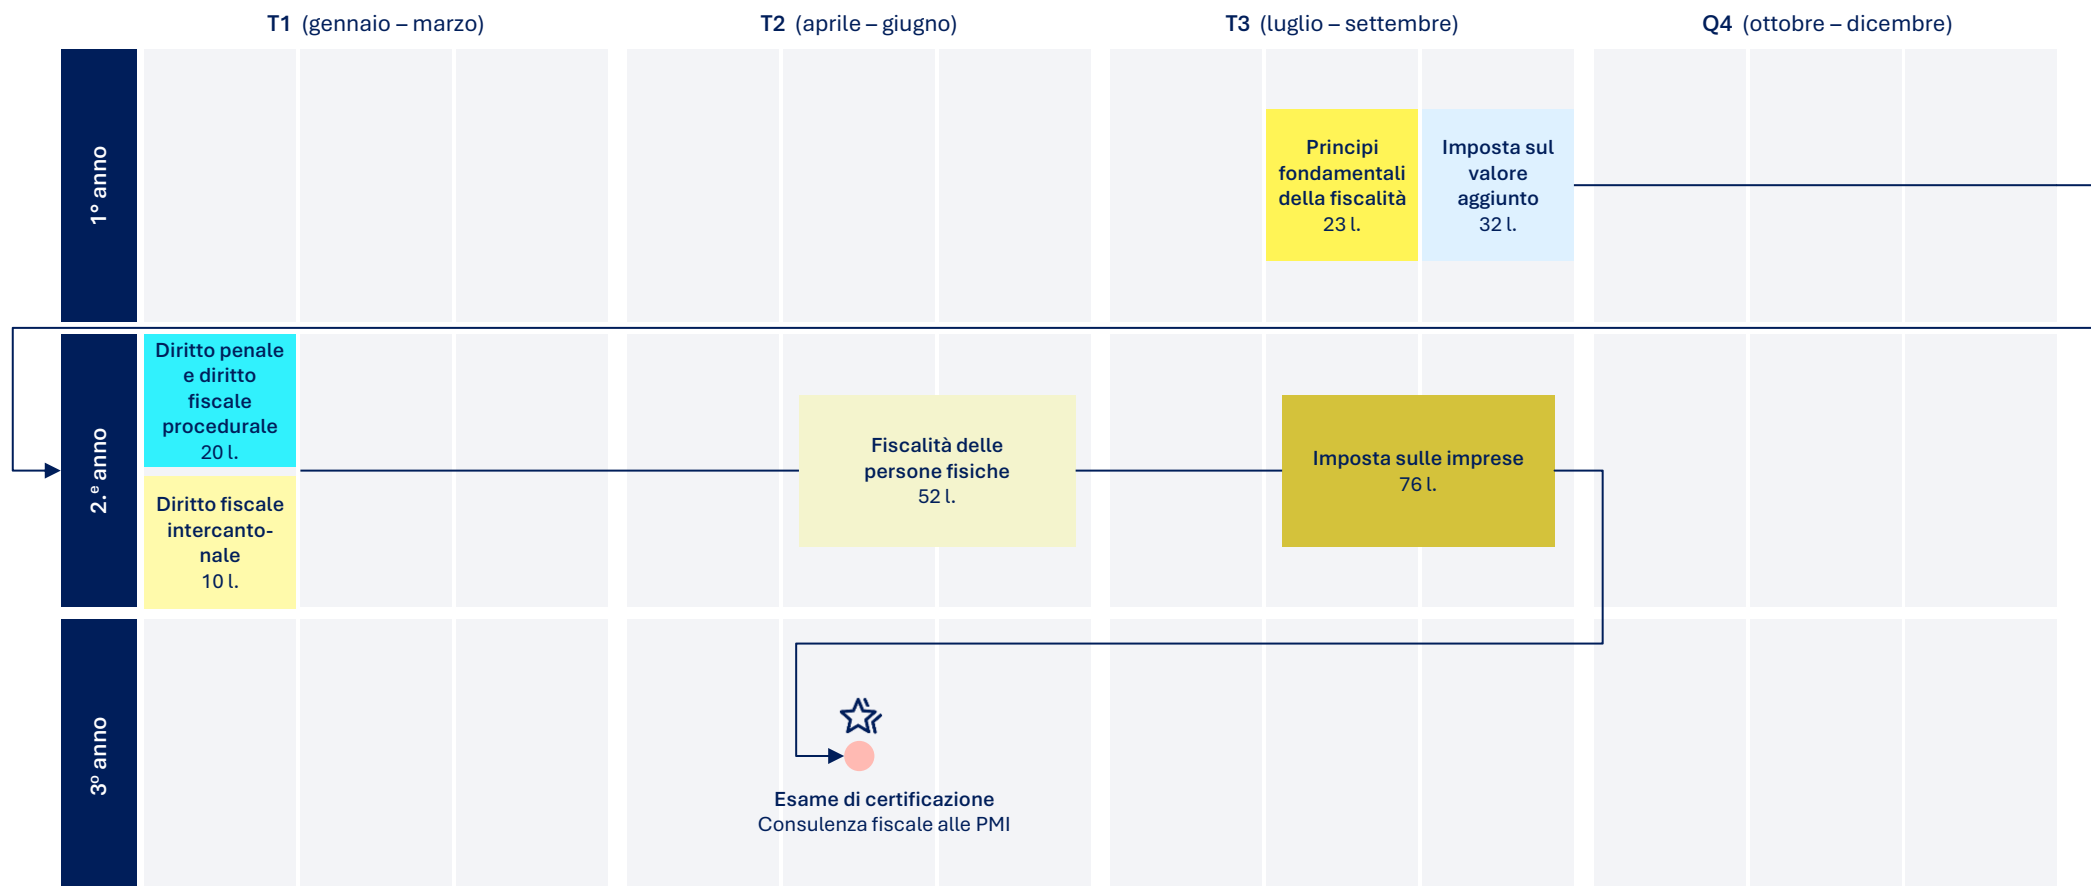 T1 (gennaio – marzo)
T2 (aprile – giugno)
T3 (luglio – settembre)
Q4 (ottobre – dicembre)
1° anno
Principi
fondamentali
della fiscalità
23 l.
Imposta sul
valore
aggiunto
32 l.
2.ᵉ anno
Diritto penale
e diritto
fiscale
procedurale
20 l.
Diritto fiscale
intercanto-
nale
10 l.
Fiscalità delle
persone fisiche
52 l.
Imposta sulle imprese
76 l.
3º anno
Esame di certificazione
Consulenza fiscale alle PMI